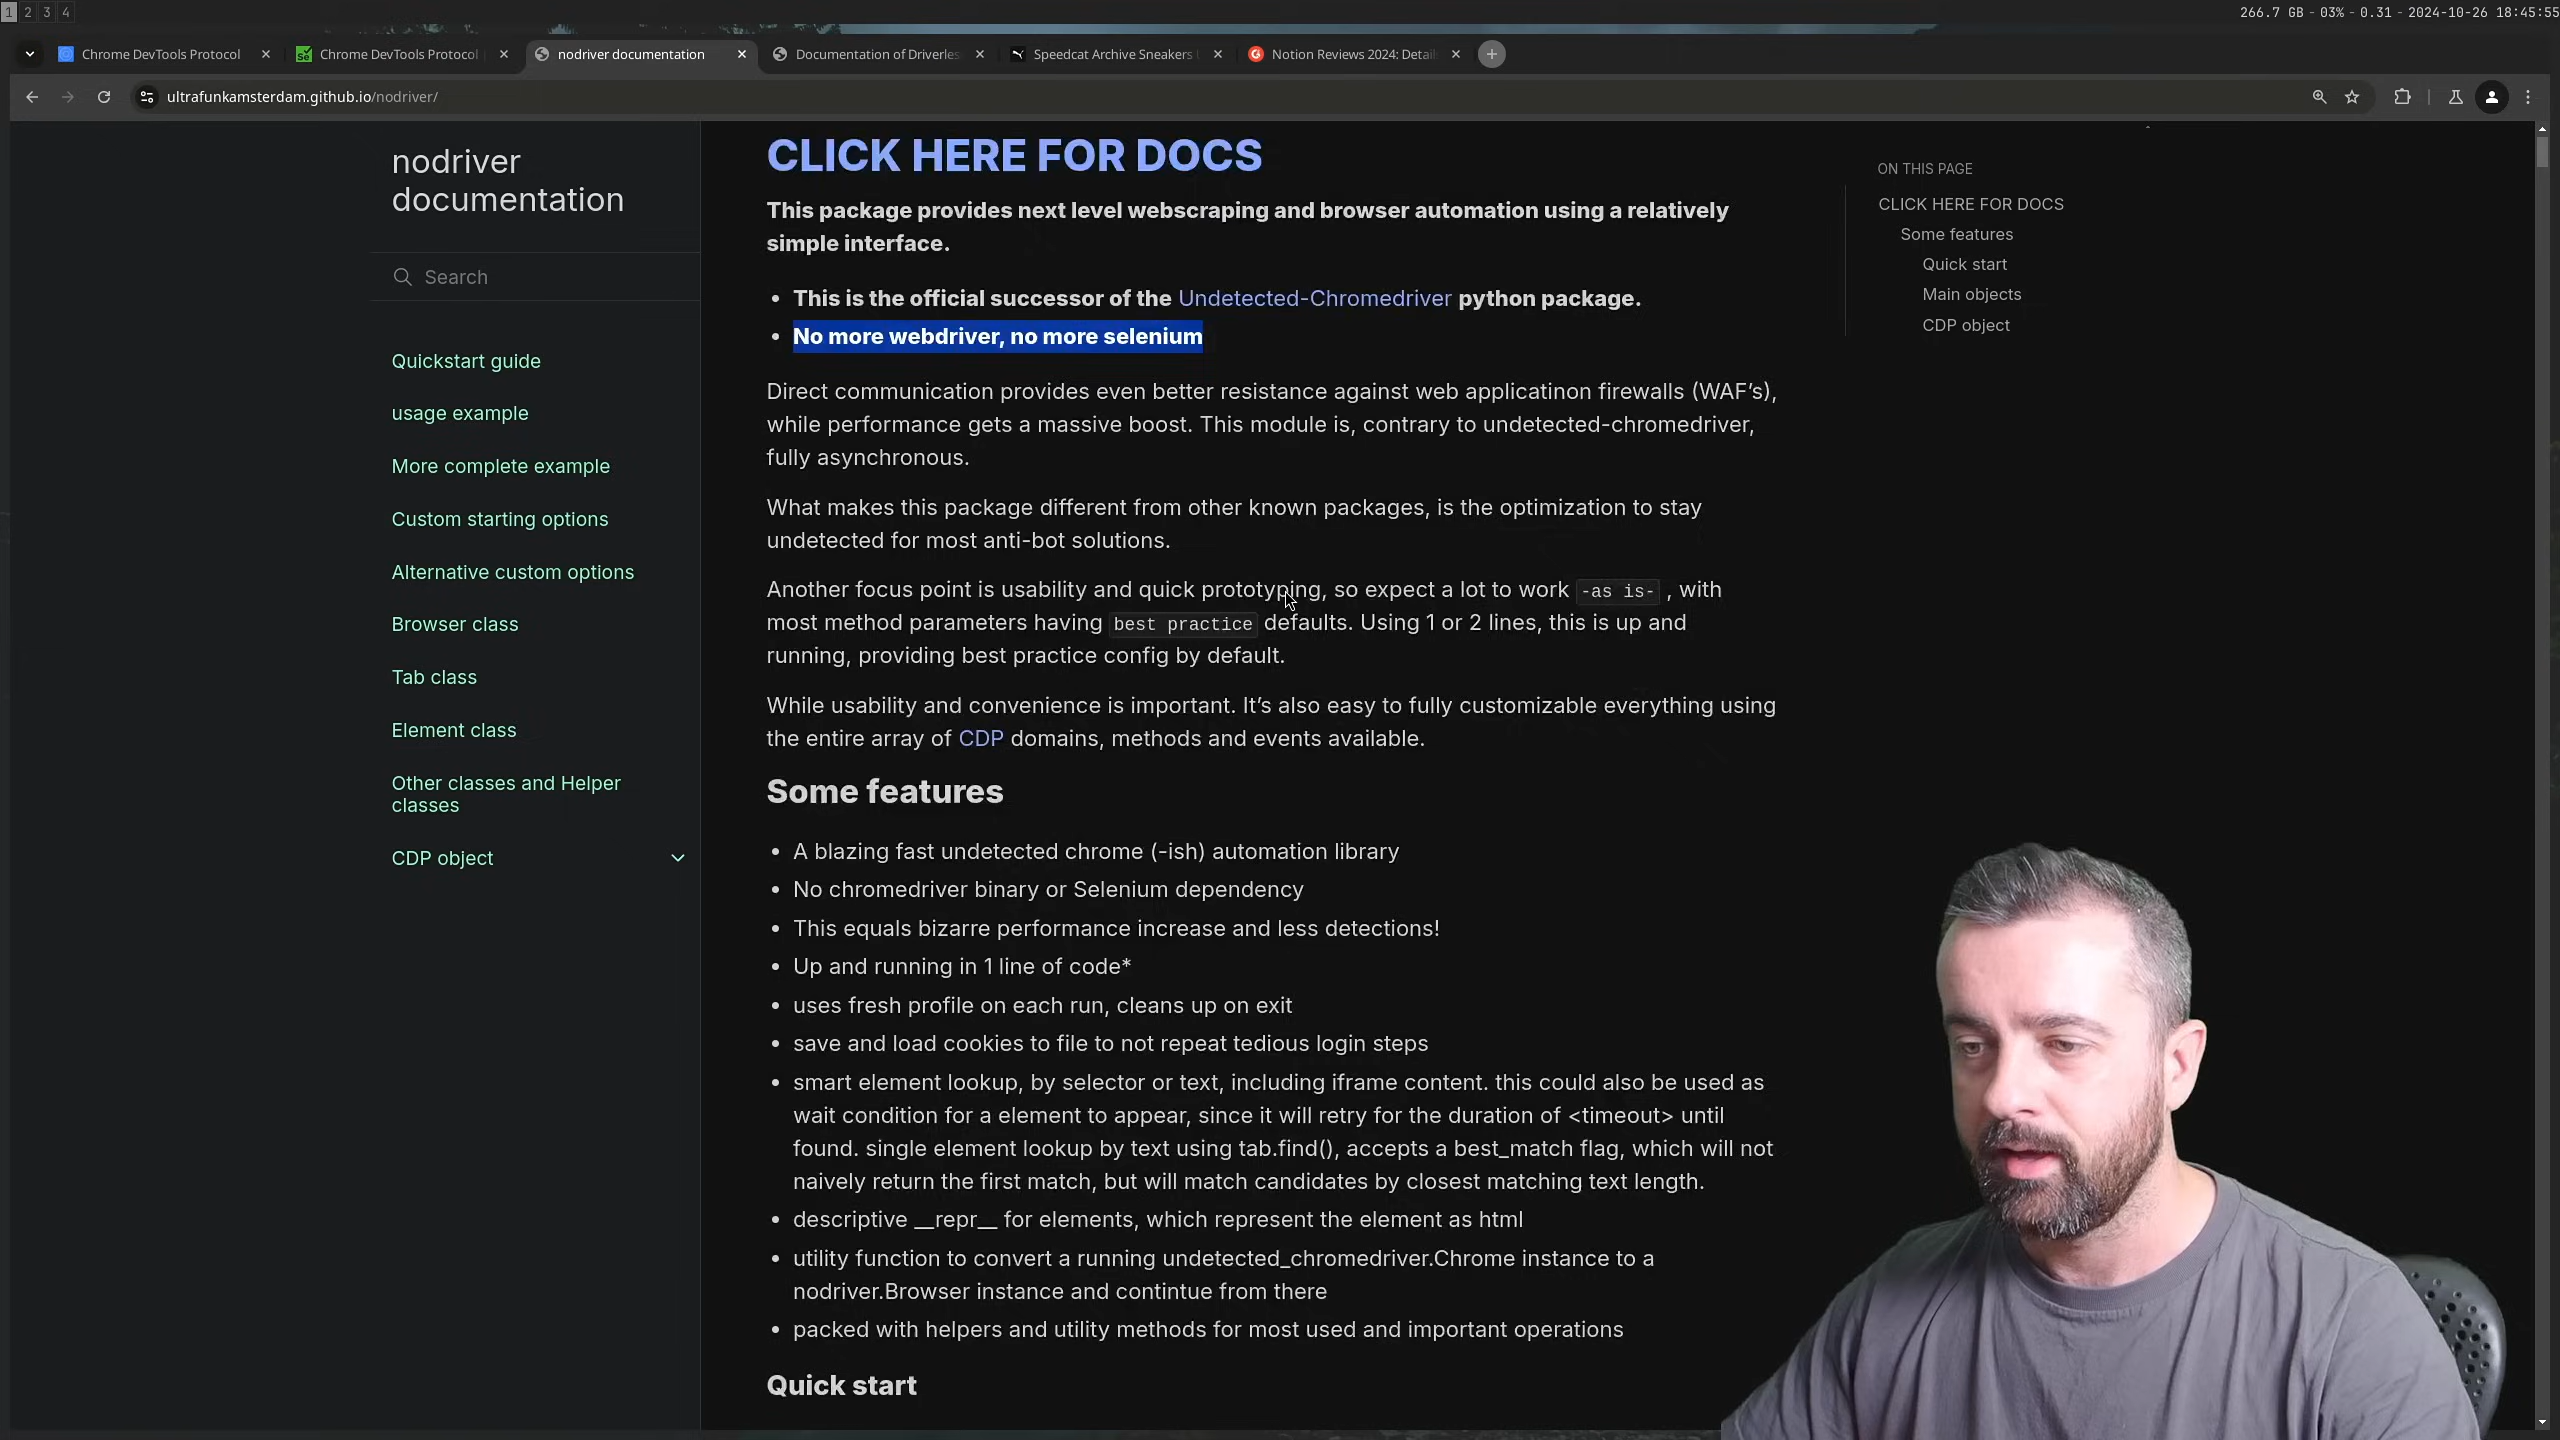 1 2 3 4
266.7 GB - 03% - 0.31 - 2024-10-26 18:45:55
Chrome DevTools Protocol
Chrome DevTools Protocol
nodriver documentation
Documentation of Driverles
Speedcat Archive Sneakers
Notion Reviews 2024: Detai
ultrafunkamsterdam.github.io/nodriver/
nodriver
documentation
Search
Quickstart guide
usage example
More complete example
Custom starting options
Alternative custom options
Browser class
Tab class
Element class
Other classes and Helper
classes
CDP object
CLICK HERE FOR DOCS
This package provides next level webscraping and browser automation using a relatively
simple interface.
• This is the official successor of the Undetected-Chromedriver python package.
• No more webdriver, no more selenium
Direct communication provides even better resistance against web applicatinon firewalls (WAF’s),
while performance gets a massive boost. This module is, contrary to undetected-chromedriver,
fully asynchronous.
What makes this package different from other known packages, is the optimization to stay
undetected for most anti-bot solutions.
Another focus point is usability and quick prototyping, so expect a lot to work -as is- , with
most method parameters having best practice defaults. Using 1 or 2 lines, this is up and
running, providing best practice config by default.
While usability and convenience is important. It’s also easy to fully customizable everything using
the entire array of CDP domains, methods and events available.
Some features
• A blazing fast undetected chrome (-ish) automation library
• No chromedriver binary or Selenium dependency
• This equals bizarre performance increase and less detections!
• Up and running in 1 line of code*
• uses fresh profile on each run, cleans up on exit
• save and load cookies to file to not repeat tedious login steps
• smart element lookup, by selector or text, including iframe content. this could also be used as
wait condition for a element to appear, since it will retry for the duration of <timeout> until
found. single element lookup by text using tab.find(), accepts a best_match flag, which will not
naively return the first match, but will match candidates by closest matching text length.
• descriptive __repr__ for elements, which represent the element as html
• utility function to convert a running undetected_chromedriver.Chrome instance to a
nodriver.Browser instance and contintue from there
• packed with helpers and utility methods for most used and important operations
Quick start
ON THIS PAGE
CLICK HERE FOR DOCS
Some features
Quick start
Main objects
CDP object